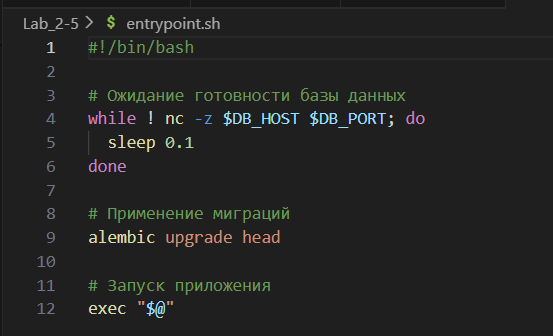 Lab_2-5 > $ entrypoint.sh
1 #!/bin/bash
2
3 # Ожидание готовности базы данных
4 while ! nc -z $DB_HOST $DB_PORT; do
5   sleep 0.1
6 done
7
8 # Применение миграций
9 alembic upgrade head
10
11 # Запуск приложения
12 exec "$@"